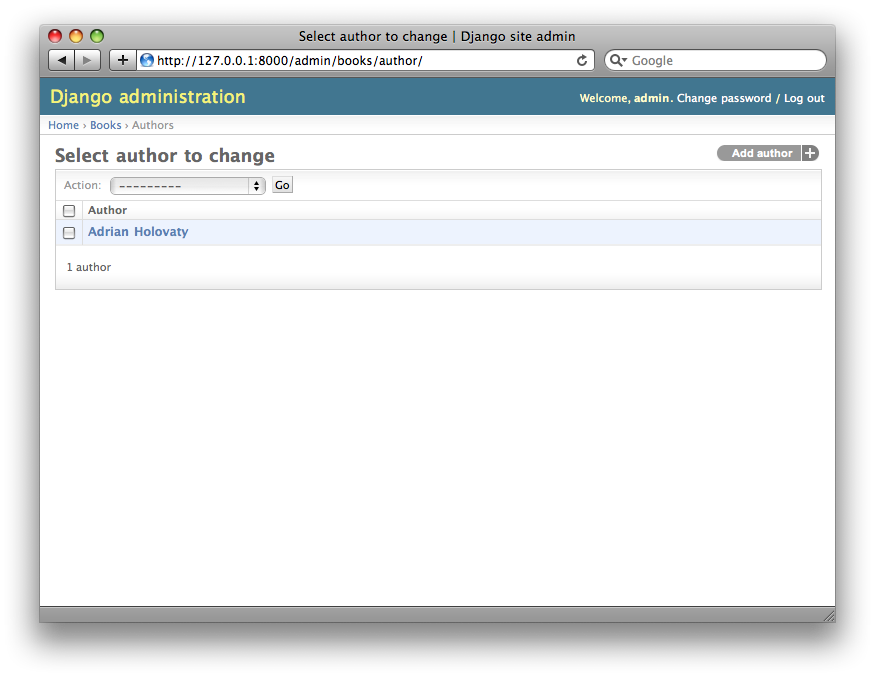 Select author to change | Django site admin
http://127.0.0.1:8000/admin/books/author/
Google
Django administration
Welcome, admin. Change password / Log out
Home › Books › Authors
Select author to change
Add author +
Action: --------- Go
Author
Adrian Holovaty
1 author